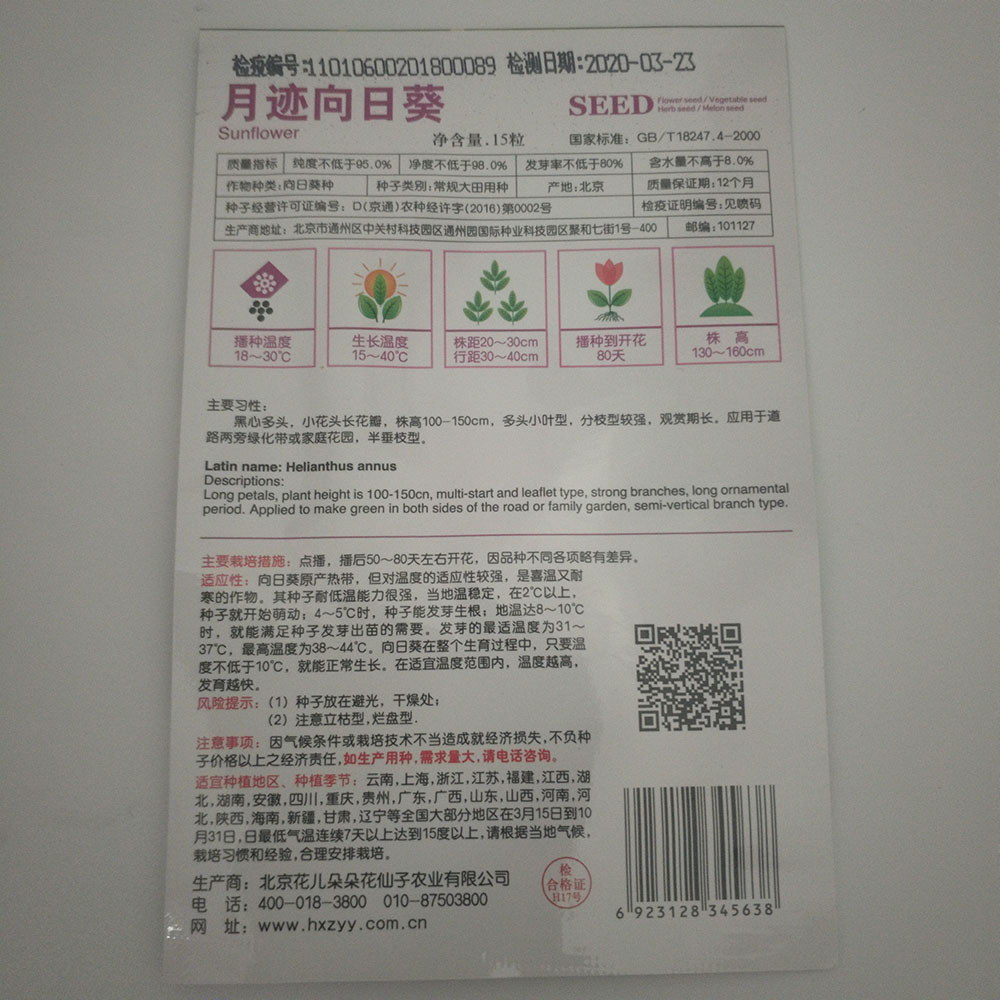 检疫编号:11010600201800089 检测日期:2020-03-23
月迹向日葵
Sunflower
SEED
Flower seed / Vegetable seed
Herb seed / Melon seed
净含量.15粒
国家标准：GB/T18247.4-2000
质量指标 纯度不低于95.0% 净度不低于98.0% 发芽率不低于80% 含水量不高于8.0%
作物种类:向日葵种 种子类别:常规大田用种 产地:北京 质量保证期:12个月
种子经营许可证编号：D(京通)农种经许字(2016)第0002号 检疫证明编号:见喷码
生产商地址：北京市通州区中关村科技园区通州园国际种业科技园区聚和七街1号-400 邮编:101127
播种温度
18～30℃
生长温度
15～40℃
株距20～30cm
行距30～40cm
播种到开花
80天
株 高
130～160cm
主要习性：
黑心多头，小花头长花瓣，株高100-150cm，多头小叶型，分枝型较强，观赏期长。应用于道
路两旁绿化带或家庭花园，半垂枝型。
Latin name: Helianthus annus
Descriptions:
Long petals, plant height is 100-150cn, multi-start and leaflet type, strong branches, long ornamental
period. Applied to make green in both sides of the road or family garden, semi-vertical branch type.
主要栽培措施：点播，播后50～80天左右开花，因品种不同各项略有差异。
适应性：向日葵原产热带，但对温度的适应性较强，是喜温又耐
寒的作物。其种子耐低温能力很强，当地温稳定，在2℃以上，
种子就开始萌动；4～5℃时，种子能发芽生根；地温达8～10℃
时，就能满足种子发芽出苗的需要。发芽的最适温度为31～
37℃，最高温度为38～44℃。向日葵在整个生育过程中，只要温
度不低于10℃，就能正常生长。在适宜温度范围内，温度越高，
发育越快。
风险提示：（1）种子放在避光，干燥处；
（2）注意立枯型,烂盘型.
注意事项：因气候条件或栽培技术不当造成就经济损失,不负种
子价格以上之经济责任,如生产用种,需求量大,请电话咨询。
适宜种植地区、种植季节：云南,上海,浙江,江苏,福建,江西,湖
北,湖南,安徽,四川,重庆,贵州,广东,广西,山东,山西,河南,河
北,陕西,海南,新疆,甘肃,辽宁等全国大部分地区在3月15日到10
月31日,日最低气温连续7天以上达到15度以上,请根据当地气候,
栽培习惯和经验,合理安排栽培。
生产商：北京花儿朵朵花仙子农业有限公司
电 话：400-018-3800 010-87503800
网 址：www.hxzyy.com.cn
检
合格证
H17号
6 923128 345638